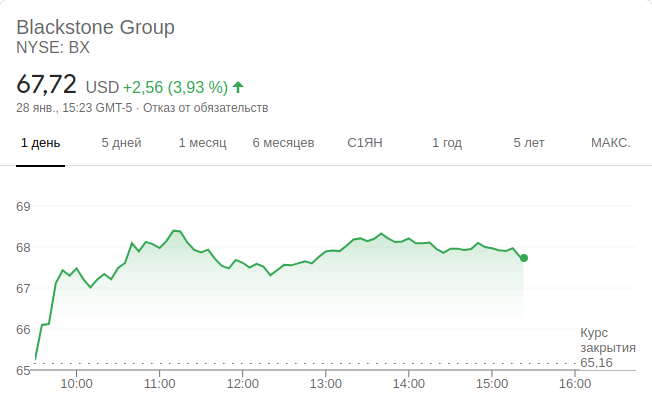 Blackstone Group
NYSE: BX
67,72 USD +2,56 (3,93 %)
28 янв., 15:23 GMT-5 · Отказ от обязательств
1 день 5 дней 1 месяц 6 месяцев С1ЯН 1 год 5 лет МАКС.
69
68
67
66
65
Курс
закрытия
65,16
10:00 11:00 12:00 13:00 14:00 15:00 16:00